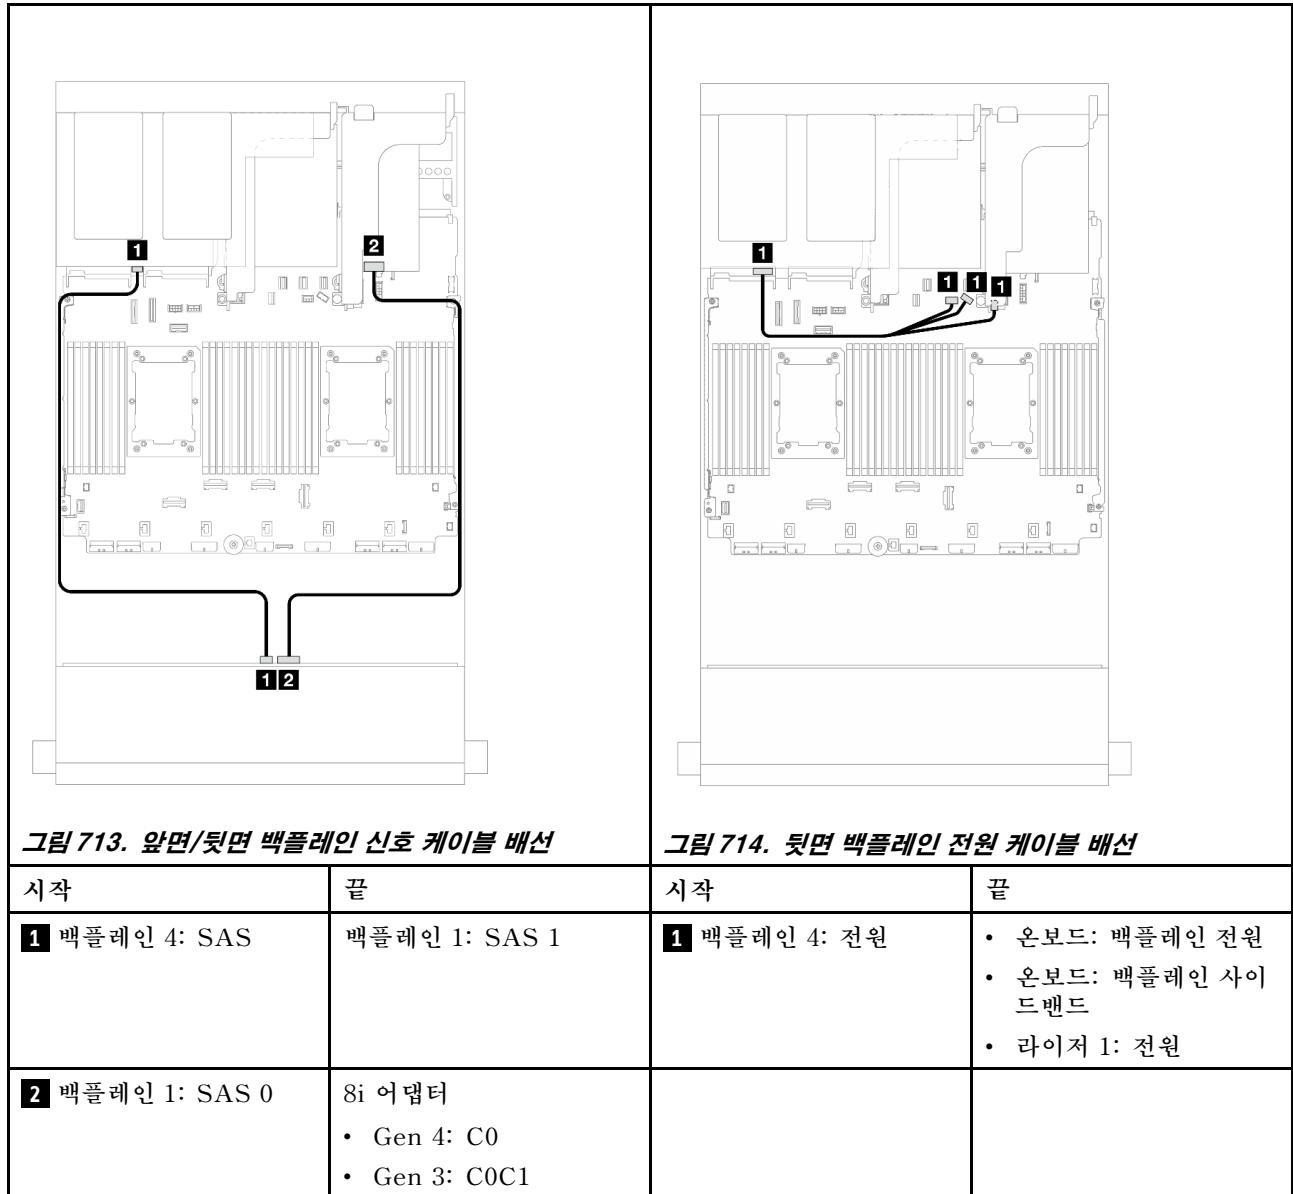 1
2
1 2
그림 713. 앞면/뒷면 백플레인 신호 케이블 배선
1
1 1 1
그림 714. 뒷면 백플레인 전원 케이블 배선
시작 끝 시작 끝
1 백플레인 4: SAS
백플레인 1: SAS 1
1 백플레인 4: 전원
• 온보드: 백플레인 전원
• 온보드: 백플레인 사이
드밴드
• 라이저 1: 전원
2 백플레인 1: SAS 0
8i 어댑터
• Gen 4: C0
• Gen 3: C0C1